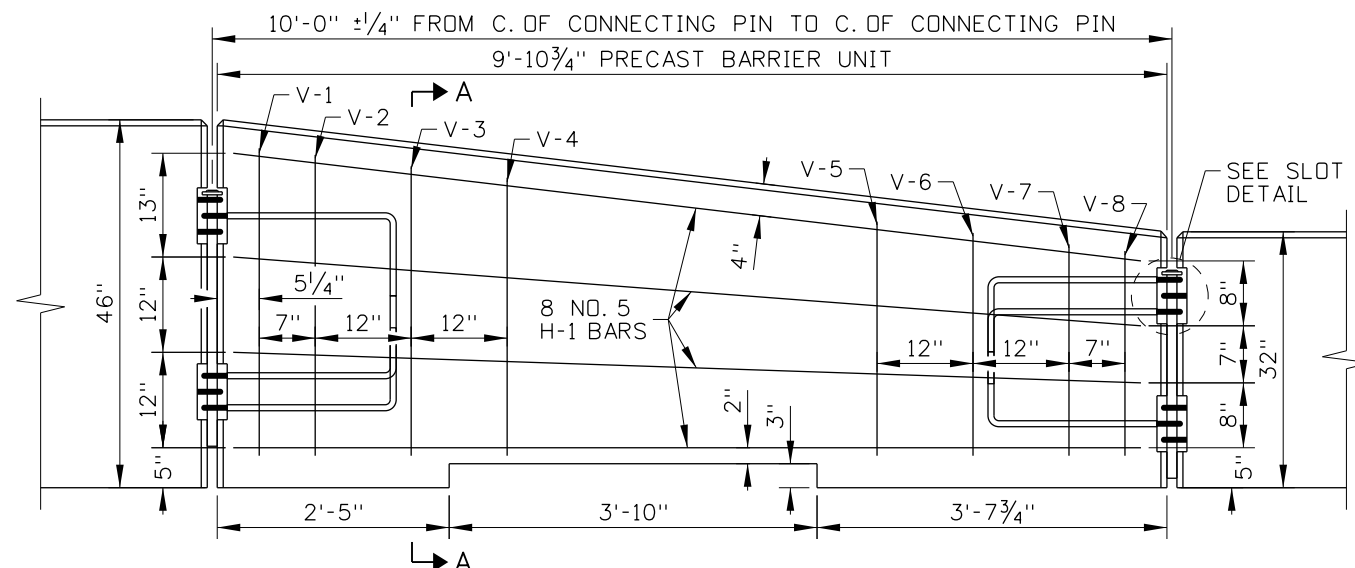 10'-0" ±1/4" FROM C. OF CONNECTING PIN TO C. OF CONNECTING PIN
9'-10 3/4" PRECAST BARRIER UNIT
A
V-1
V-2
V-3
V-4
V-5
V-6
V-7
V-8
SEE SLOT
DETAIL
13"
12"
12"
5"
46"
5 1/4"
7"
12"
12"
4"
8 NO. 5
H-1 BARS
12"
12"
7"
8"
7"
8"
5"
32"
2"
3"
2'-5"
3'-10"
3'-7 3/4"
A